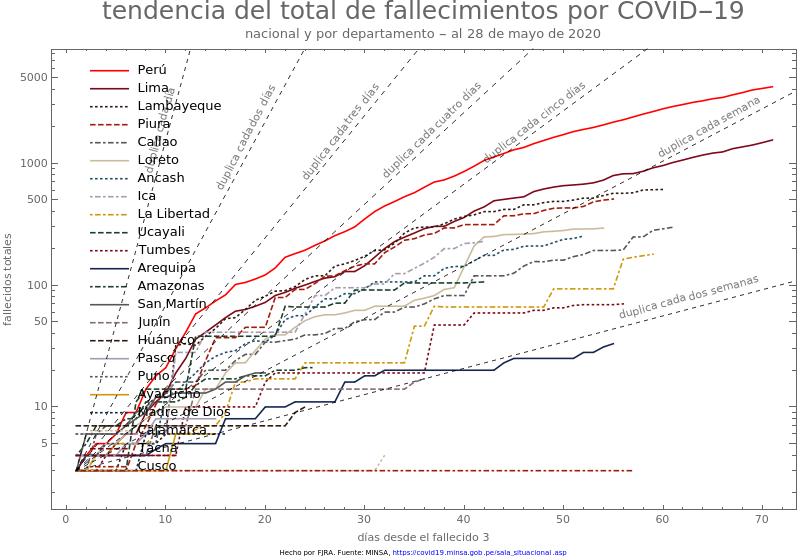 tendencia del total de fallecimientos por COVID−19
nacional y por departamento − al 28 de mayo de 2020
fallecidos totales
5000
1000
500
100
50
10
5
Perú
Lima
Lambayeque
Piura
Callao
Loreto
Ancash
Ica
La Libertad
Ucayali
Tumbes
Arequipa
Amazonas
San Martín
Junín
Huánuco
Pasco
Puno
Ayacucho
Madre de Dios
Cajamarca
Tacna
Cusco
duplica cada día
duplica cada dos días
duplica cada tres días
duplica cada cuatro días
duplica cada cinco días
duplica cada semana
duplica cada dos semanas
0 10 20 30 40 50 60 70
días desde el fallecido 3
Hecho por FJRA. Fuente: MINSA, https://covid19.minsa.gob.pe/sala_situacional.asp